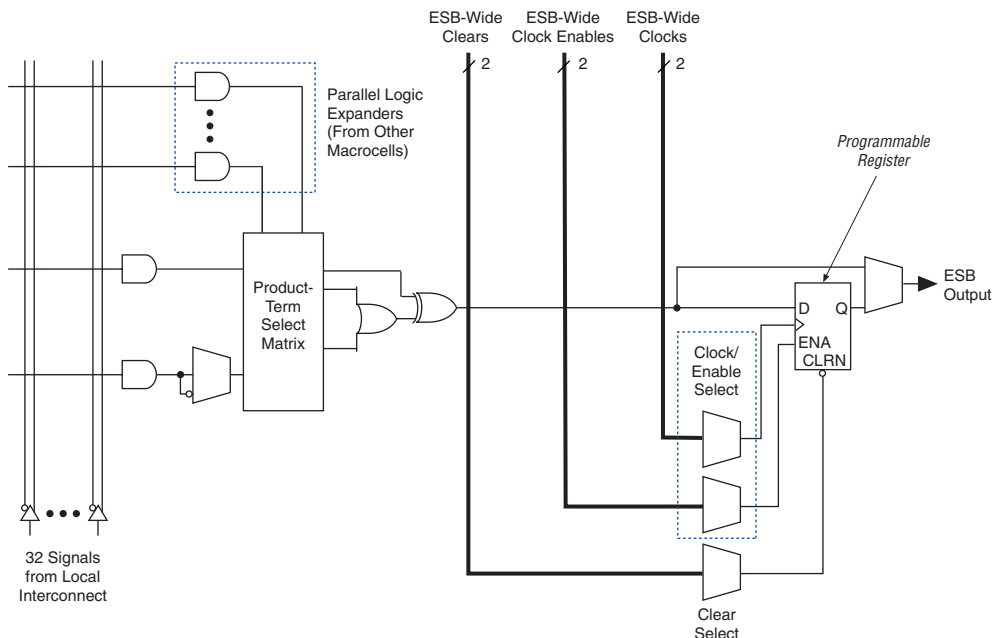 ESB-Wide
Clears
ESB-Wide
Clock Enables
ESB-Wide
Clocks
2
2
2
Parallel Logic
Expanders
(From Other
Macrocells)
Programmable
Register
Product-
Term
Select
Matrix
D
Q
ENA
CLRN
ESB
Output
Clock/
Enable
Select
32 Signals
from Local
Interconnect
Clear
Select